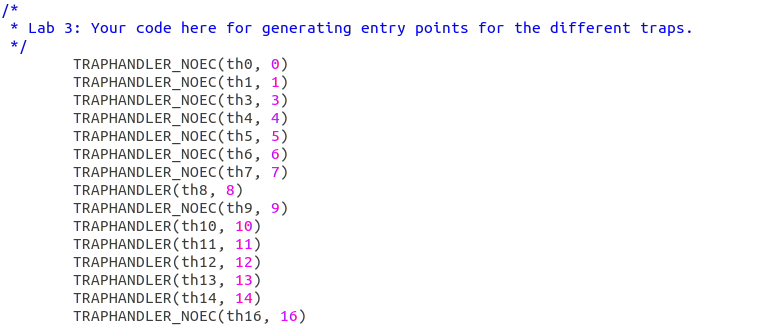 /*
 * Lab 3: Your code here for generating entry points for the different traps.
 */
        TRAPHANDLER_NOEC(th0, 0)
        TRAPHANDLER_NOEC(th1, 1)
        TRAPHANDLER_NOEC(th3, 3)
        TRAPHANDLER_NOEC(th4, 4)
        TRAPHANDLER_NOEC(th5, 5)
        TRAPHANDLER_NOEC(th6, 6)
        TRAPHANDLER_NOEC(th7, 7)
        TRAPHANDLER(th8, 8)
        TRAPHANDLER_NOEC(th9, 9)
        TRAPHANDLER(th10, 10)
        TRAPHANDLER(th11, 11)
        TRAPHANDLER(th12, 12)
        TRAPHANDLER(th13, 13)
        TRAPHANDLER(th14, 14)
        TRAPHANDLER_NOEC(th16, 16)